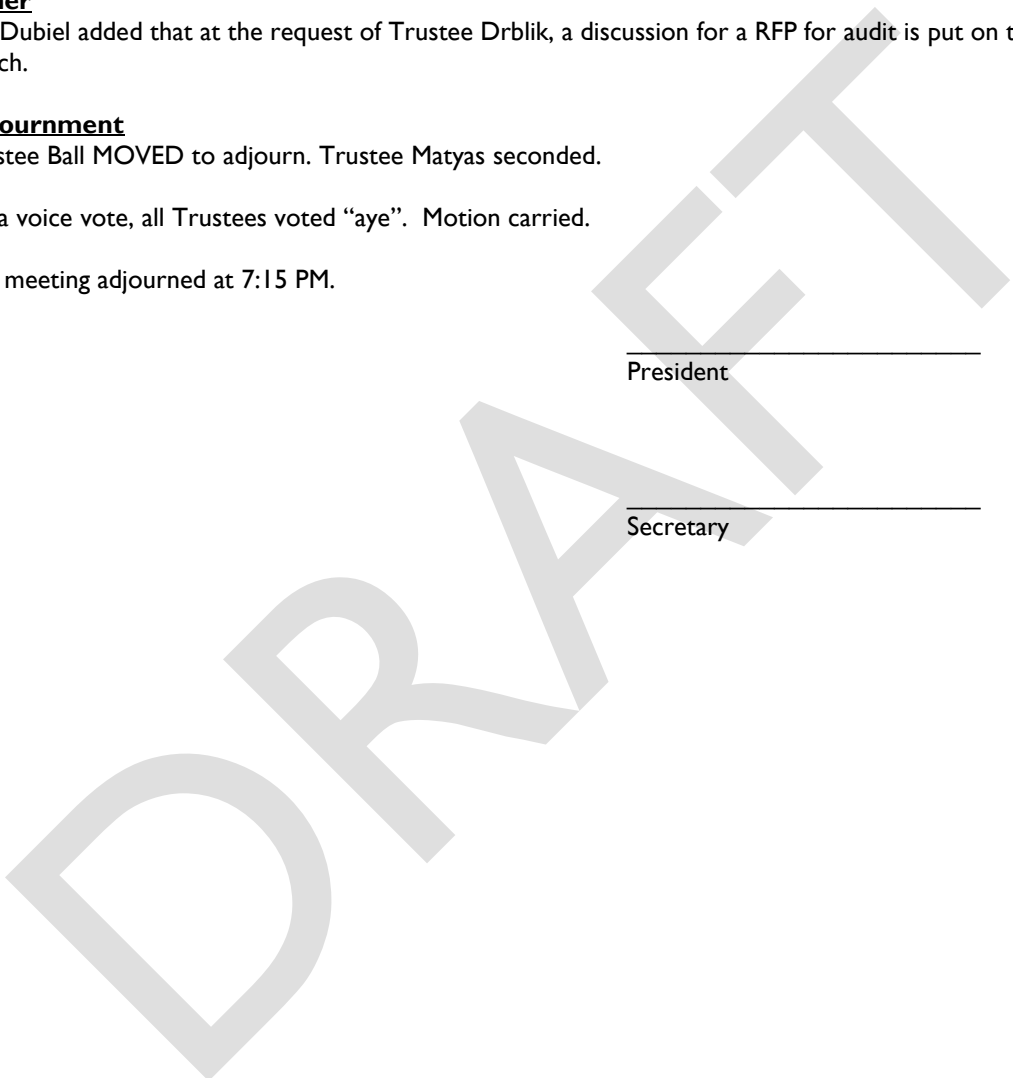 Dubiel added that at the request of Trustee Drblik, a discussion for a RFP for audit is put on
ch.
ournment
stee Ball MOVED to adjourn. Trustee Matyas seconded.
a voice vote, all Trustees voted “aye”.  Motion carried.
meeting adjourned at 7:15 PM.
President
Secretary
DRAFT